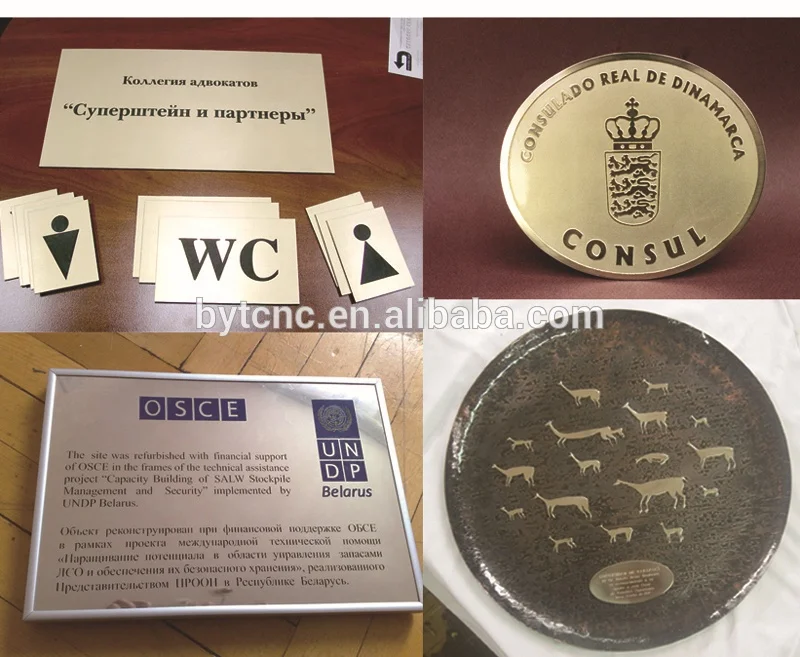 Коллегия адвокатов
“Суперштейн и партнеры”
WC
CONSULADO REAL DE DINAMARCA
CONSUL
bytcnc.en.alibaba.com
OSCE
The site was refurbished with financial support
of OSCE in the frames of the technical assistance
project “Capacity Building of SALW Stockpile
Management and Security” implemented by
UNDP Belarus.
UN
DP
Belarus
Объект реконструирован при финансовой поддержке ОБСЕ
в рамках проекта международной технической помощи
«Наращивание потенциала в области управления запасами
ЛСО и обеспечения их безопасного хранения», реализованного
Представительством ПРООН в Республике Беларусь.